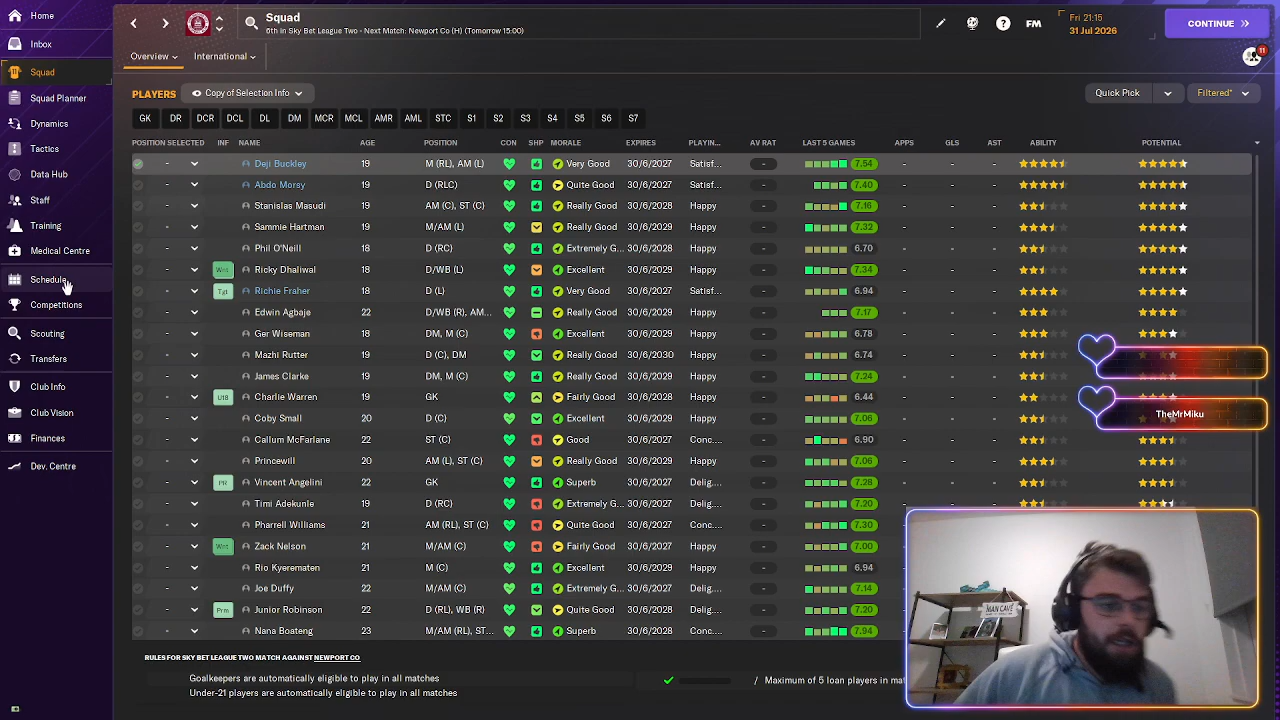 Home
Inbox
Squad
Squad Planner
Dynamics
Tactics
Data Hub
Staff
Training
Medical Centre
Schedule
Competitions
Scouting
Transfers
Club Info
Club Vision
Finances
Dev. Centre
Squad
6th in Sky Bet League Two - Next Match: Newport Co (H) (Tomorrow 15:00)
FM
Fri 21:15
31 Jul 2026
CONTINUE
11
Overview International
PLAYERS Copy of Selection Info Quick Pick Filtered*
GK DR DCR DCL DL DM MCR MCL AMR AML STC S1 S2 S3 S4 S5 S6 S7
POSITION SELECTED INF NAME AGE POSITION CON SHP MORALE EXPIRES PLAYIN... AV RAT LAST 5 GAMES APPS GLS AST ABILITY POTENTIAL
- Deji Buckley 19 M (RL), AM (L) Very Good 30/6/2027 Satisf... - 7.54 - - -
- Abdo Morsy 19 D (RLC) Quite Good 30/6/2027 Satisf... - 7.40 - - -
- Stanislas Masudi 19 AM (C), ST (C) Really Good 30/6/2028 Happy - 7.16 - - -
- Sammie Hartman 19 M/AM (L) Really Good 30/6/2029 Happy - 7.32 - - -
- Phil O'Neill 18 D (RC) Extremely G... 30/6/2028 Happy - 6.70 - - -
- Wnt Ricky Dhaliwal 18 D/WB (L) Excellent 30/6/2029 Happy - 7.34 - - -
- Tgt Richie Fraher 18 D (L) Very Good 30/6/2027 Satisf... - 6.94 - - -
- Edwin Agbaje 22 D/WB (R), AM... Really Good 30/6/2028 Happy - 7.17 - - -
- Ger Wiseman 18 DM, M (C) Excellent 30/6/2029 Happy - 6.78 - - -
- Mazhi Rutter 19 D (C), DM Really Good 30/6/2030 Happy - 6.74 - - -
- James Clarke 19 DM, M (C) Really Good 30/6/2029 Happy - 7.24 - - -
- U18 Charlie Warren 19 GK Fairly Good 30/6/2029 Happy - 6.44 - - -
- Coby Small 20 D (C) Excellent 30/6/2029 Happy - 7.06 - - -
- Callum McFarlane 22 ST (C) Good 30/6/2029 Conc... - 6.90 - - -
- Princewill 20 AM (L), ST (C) Really Good 30/6/2029 Happy - 7.06 - - -
- PR Vincent Angelini 22 GK Superb 30/6/2029 Delig... - 7.28 - - -
- Timi Adekunle 19 D (RC) Extremely G... 30/6/2029 Delig... - 7.20 - - -
- Pharrell Williams 21 AM (RL), ST (C) Quite Good 30/6/2029 Conc... - 7.30
- Wnt Zack Nelson 21 M/AM (C) Fairly Good 30/6/2029 Happy - 7.00
- Rio Kyerematen 21 M (C) Excellent 30/6/2029 Happy - 6.94
- Joe Duffy 22 M/AM (C) Extremely G... 30/6/2029 Delig... - 7.14
- Prm Junior Robinson 22 D (RL), WB (R) Quite Good 30/6/2028 Delig... - 7.20
- Nana Boateng 23 M/AM (RL), ST... Superb 30/6/2028 Conc... - 7.94
TheMrMiku
MAN CAVE
RULES FOR SKY BET LEAGUE TWO MATCH AGAINST NEWPORT CO
Goalkeepers are automatically eligible to play in all matches
Under-21 players are automatically eligible to play in all matches
/ Maximum of 5 loan players in mat